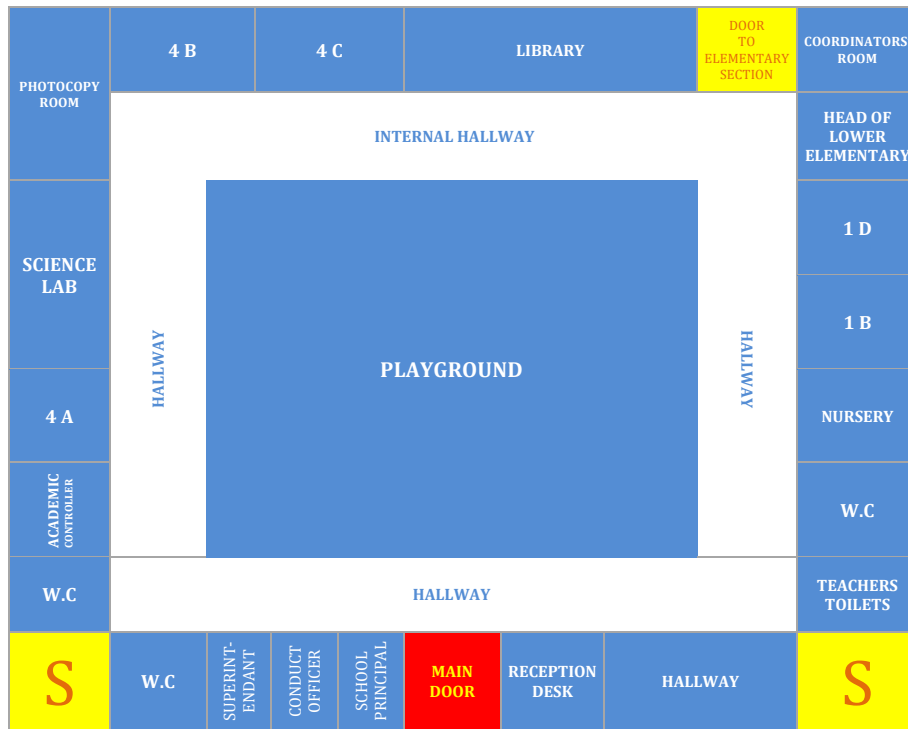 4 B
4 C
LIBRARY
DOOR
TO
ELEMENTARY
SECTION
COORDINATORS
ROOM
PHOTOCOPY
ROOM
INTERNAL HALLWAY
HEAD OF
LOWER
ELEMENTARY
SCIENCE
LAB
1 D
1 B
HALLWAY
PLAYGROUND
HALLWAY
4 A
NURSERY
ACADEMIC
CONTROLLER
W.C
W.C
HALLWAY
TEACHERS
TOILETS
S
W.C
SUPERINT-
ENDANT
CONDUCT
OFFICER
SCHOOL
PRINCIPAL
MAIN
DOOR
RECEPTION
DESK
HALLWAY
S